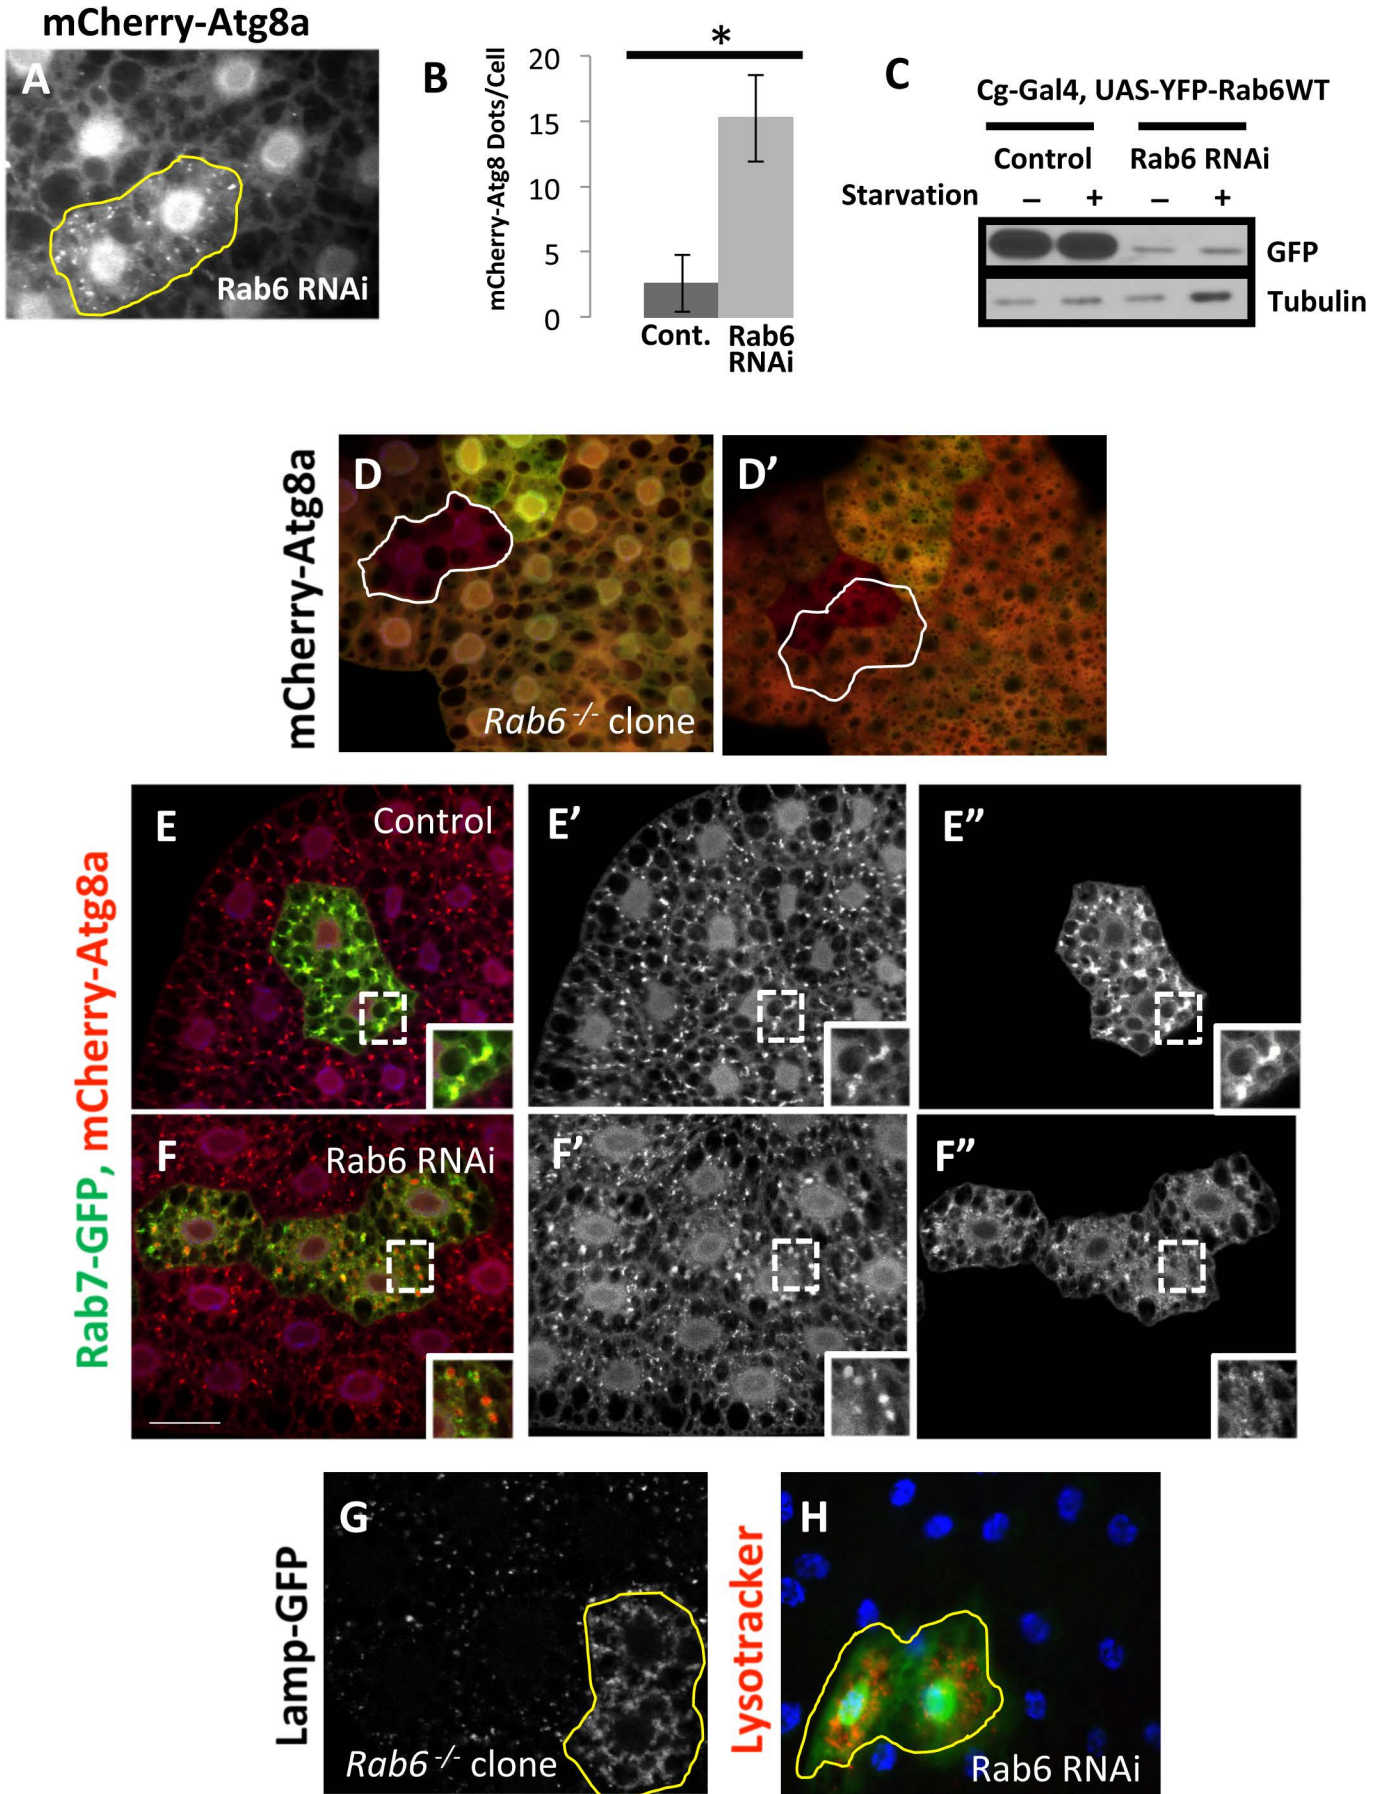 mCherry-Atg8a
A
Rab6 RNAi
B
mCherry-Atg8 Dots/Cell
*
20
15
10
5
0
Cont.
Rab6
RNAi
C
Cg-Gal4, UAS-YFP-Rab6WT
Control Rab6 RNAi
Starvation – + – +
GFP
Tubulin
mCherry-Atg8a
D
Rab6 -/- clone
D’
Rab7-GFP, mCherry-Atg8a
E
Control
E’
E”
F
Rab6 RNAi
F’
F”
Lamp-GFP
G
Rab6 -/- clone
Lysotracker
H
Rab6 RNAi